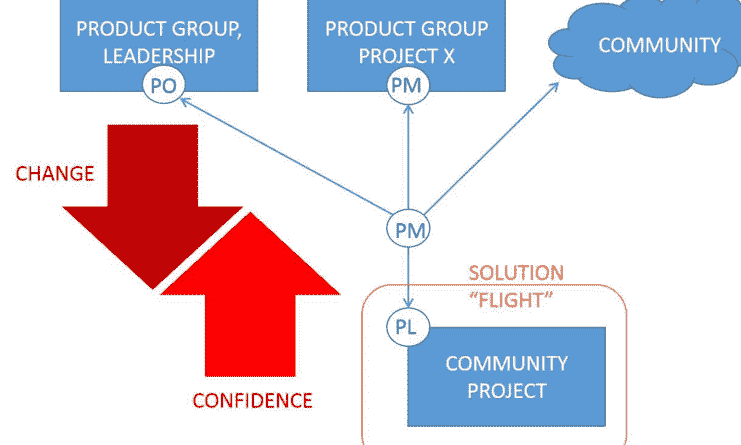 PRODUCT GROUP,
LEADERSHIP
PO
PRODUCT GROUP
PROJECT X
PM
COMMUNITY
CHANGE
PM
SOLUTION
“FLIGHT”
PL
COMMUNITY
PROJECT
CONFIDENCE